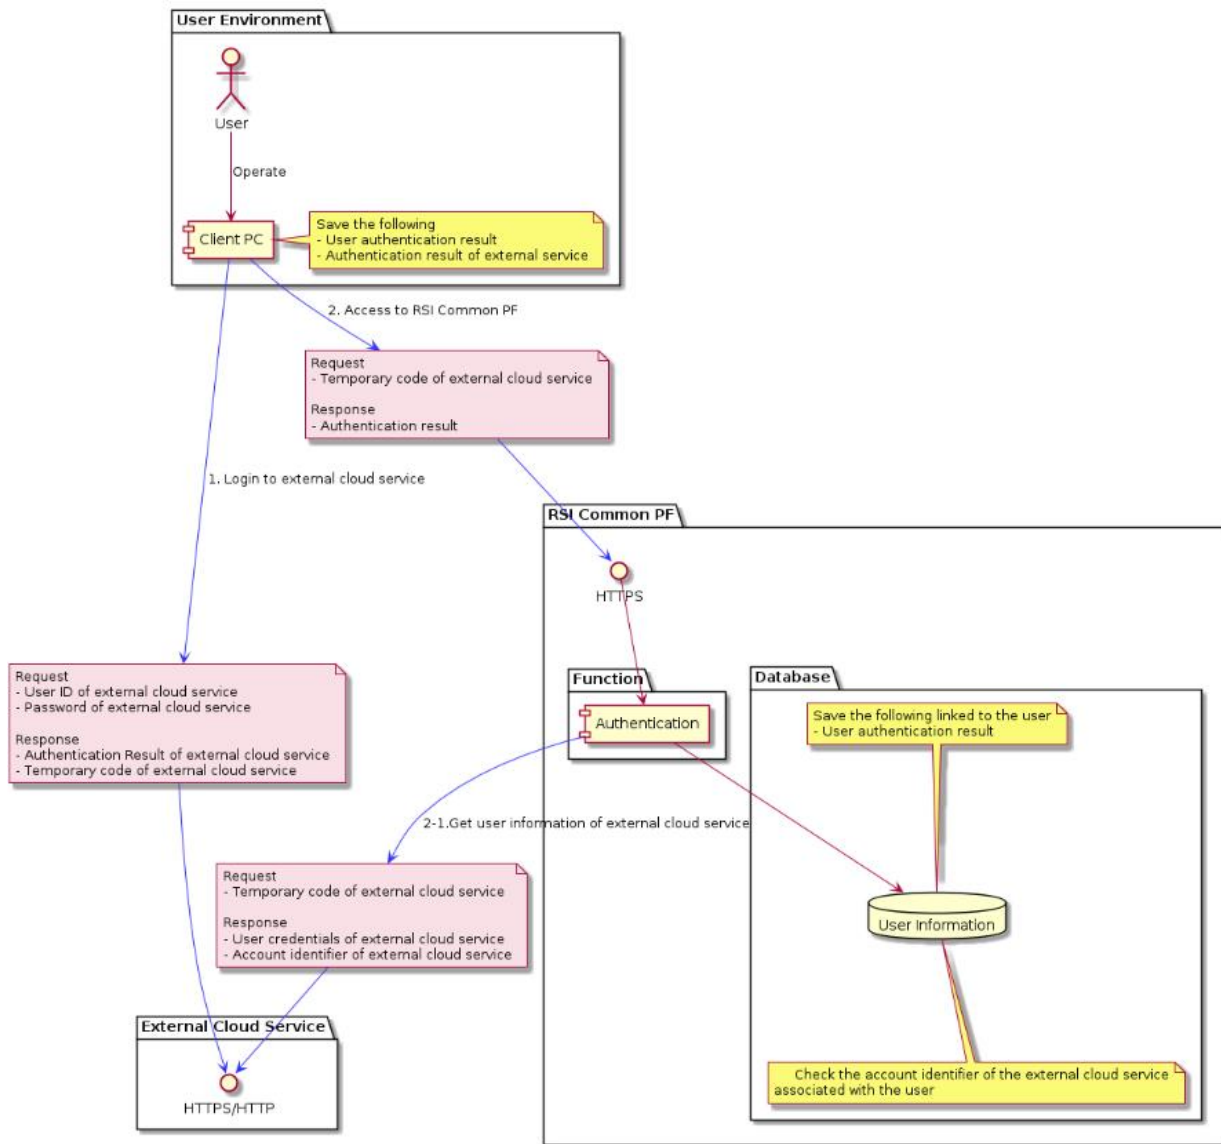 User Environment
User
Operate
Client PC
Save the following
- User authentication result
- Authentication result of external service
2. Access to RSI Common PF
Request
- Temporary code of external cloud service
Response
- Authentication result
1. Login to external cloud service
RSI Common PF
HTTPS
Request
- User ID of external cloud service
- Password of external cloud service
Response
- Authentication Result of external cloud service
- Temporary code of external cloud service
Function
Authentication
Database
Save the following linked to the user
- User authentication result
2-1.Get user information of external cloud service
Request
- Temporary code of external cloud service
Response
- User credentials of external cloud service
- Account identifier of external cloud service
User Information
External Cloud Service
HTTPS/HTTP
Check the account identifier of the external cloud service
associated with the user